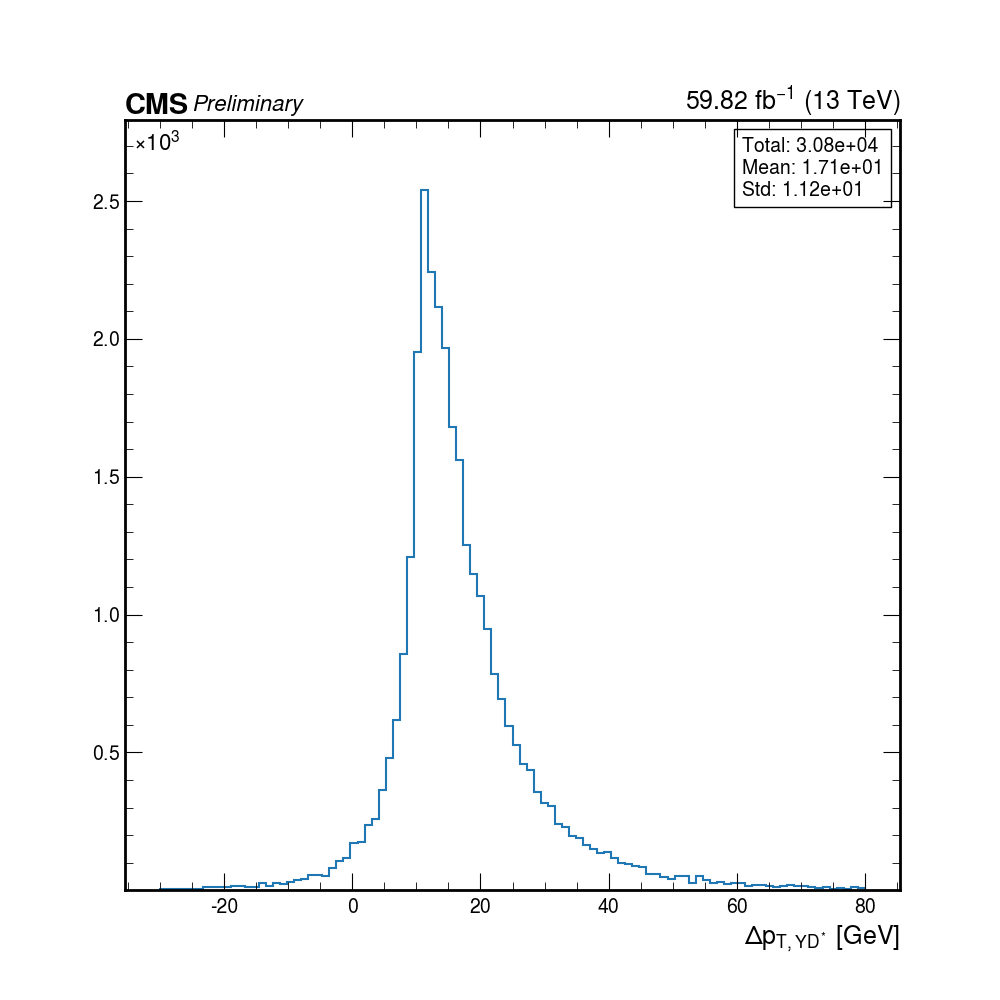 CMS Preliminary 59.82 fb⁻¹ (13 TeV)
×10³
Total: 3.08e+04
Mean: 1.71e+01
Std: 1.12e+01
2.5
2.0
1.5
1.0
0.5
-20 0 20 40 60 80
Δp_{T, YD*} [GeV]